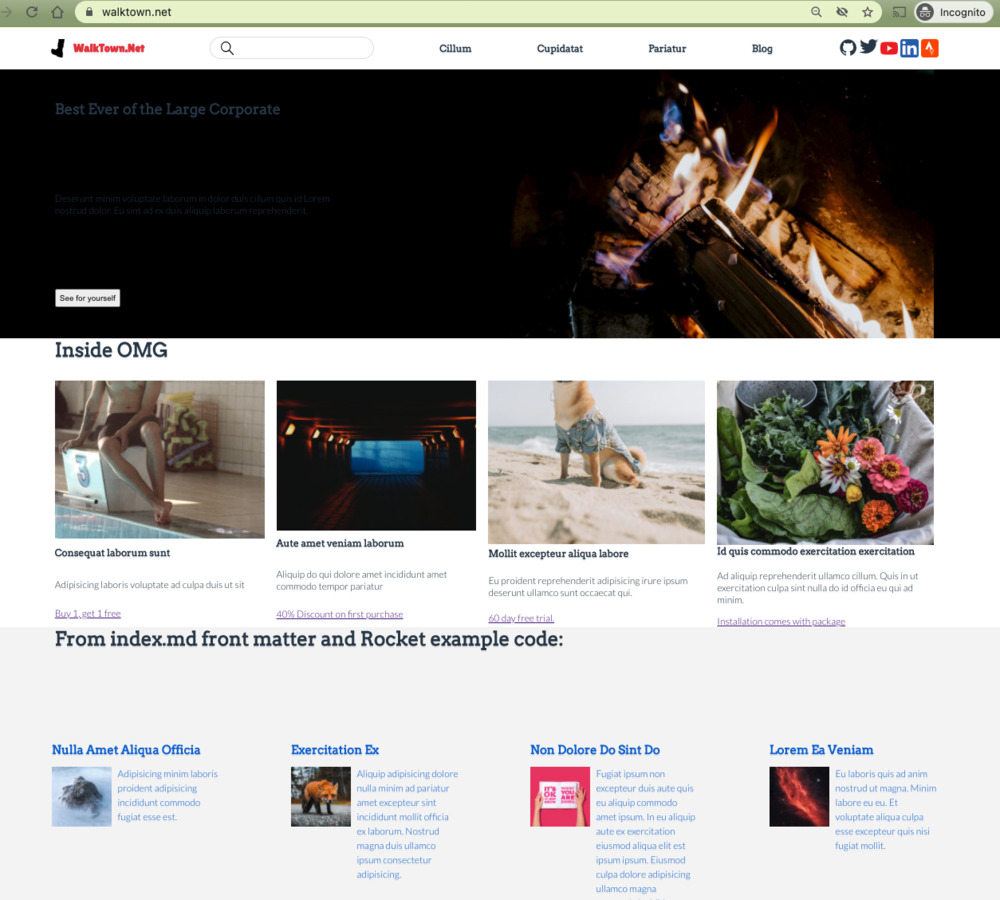 walktown.net
Incognito
WalkTown.Net
Cillum
Cupidatat
Pariatur
Blog
Best Ever of the Large Corporate
Deserunt minim voluptate laborum in dolor duis cillum quis id Lorem
nostrud dolor. Eu sint ad ex duis aliquip laborum reprehenderit.
See for yourself
Inside OMG
3
Consequat laborum sunt
Adipisicing laboris voluptate ad culpa duis ut sit
Buy 1, get 1 free
Aute amet veniam laborum
Aliquip do qui dolore amet incididunt amet
commodo tempor pariatur
40% Discount on first purchase
Mollit excepteur aliqua labore
Eu proident reprehenderit adipisicing irure ipsum
deserunt ullamco sunt occaecat qui.
60 day free trial.
Id quis commodo exercitation exercitation
Ad aliquip reprehenderit ullamco cillum. Quis in ut
exercitation culpa sint nulla do id officia eu qui ad
minim.
Installation comes with package
From index.md front matter and Rocket example code:
Nulla Amet Aliqua Officia
Adipisicing minim laboris
proident adipisicing
incididunt commodo
fugiat esse est.
Exercitation Ex
Aliquip adipisicing dolore
nulla minim ad pariatur
amet excepteur sint
incididunt mollit officia
ex laborum. Nostrud
magna duis ullamco
ipsum consectetur
adipisicing.
Non Dolore Do Sint Do
IT'S
OK
WHAT
YOU
ARE
Fugiat ipsum non
excepteur duis aute quis
eu aliquip commodo
amet ipsum. In eu aliquip
aute ex exercitation
eiusmod aliqua elit est
ipsum ipsum. Eiusmod
culpa dolore adipisicing
ullamco magna
Lorem Ea Veniam
Eu laboris quis ad anim
nostrud ut magna. Minim
labore eu eu. Et
voluptate aliqua culpa
esse excepteur quis nisi
fugiat mollit.